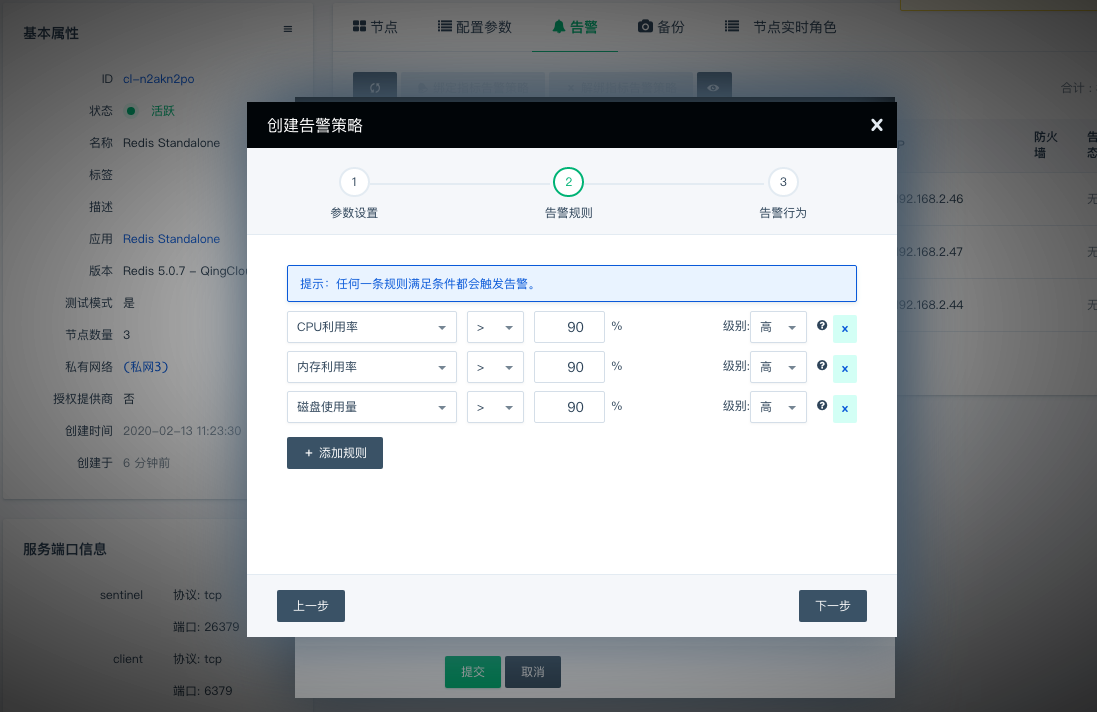 基本属性
ID cl-n2akn2po
状态 活跃
名称 Redis Standalone
标签
描述
应用 Redis Standalone
版本 Redis 5.0.7 - QingClou
测试模式 是
节点数量 3
私有网络 (私网3)
授权提供商 否
创建时间 2020-02-13 11:23:30
创建于 6 分钟前
服务端口信息
sentinel 协议: tcp
端口: 26379
client 协议: tcp
端口: 6379
节点 配置参数 告警 备份 节点实时角色
合计 :
防火墙
告
态
92.168.2.46 无
92.168.2.47 无
92.168.2.44 无
创建告警策略 x
1 2 3
参数设置 告警规则 告警行为
提示：任何一条规则满足条件都会触发告警。
CPU利用率 > 90 % 级别: 高 ? x
内存利用率 > 90 % 级别: 高 ? x
磁盘使用量 > 90 % 级别: 高 ? x
+ 添加规则
上一步 下一步
提交 取消